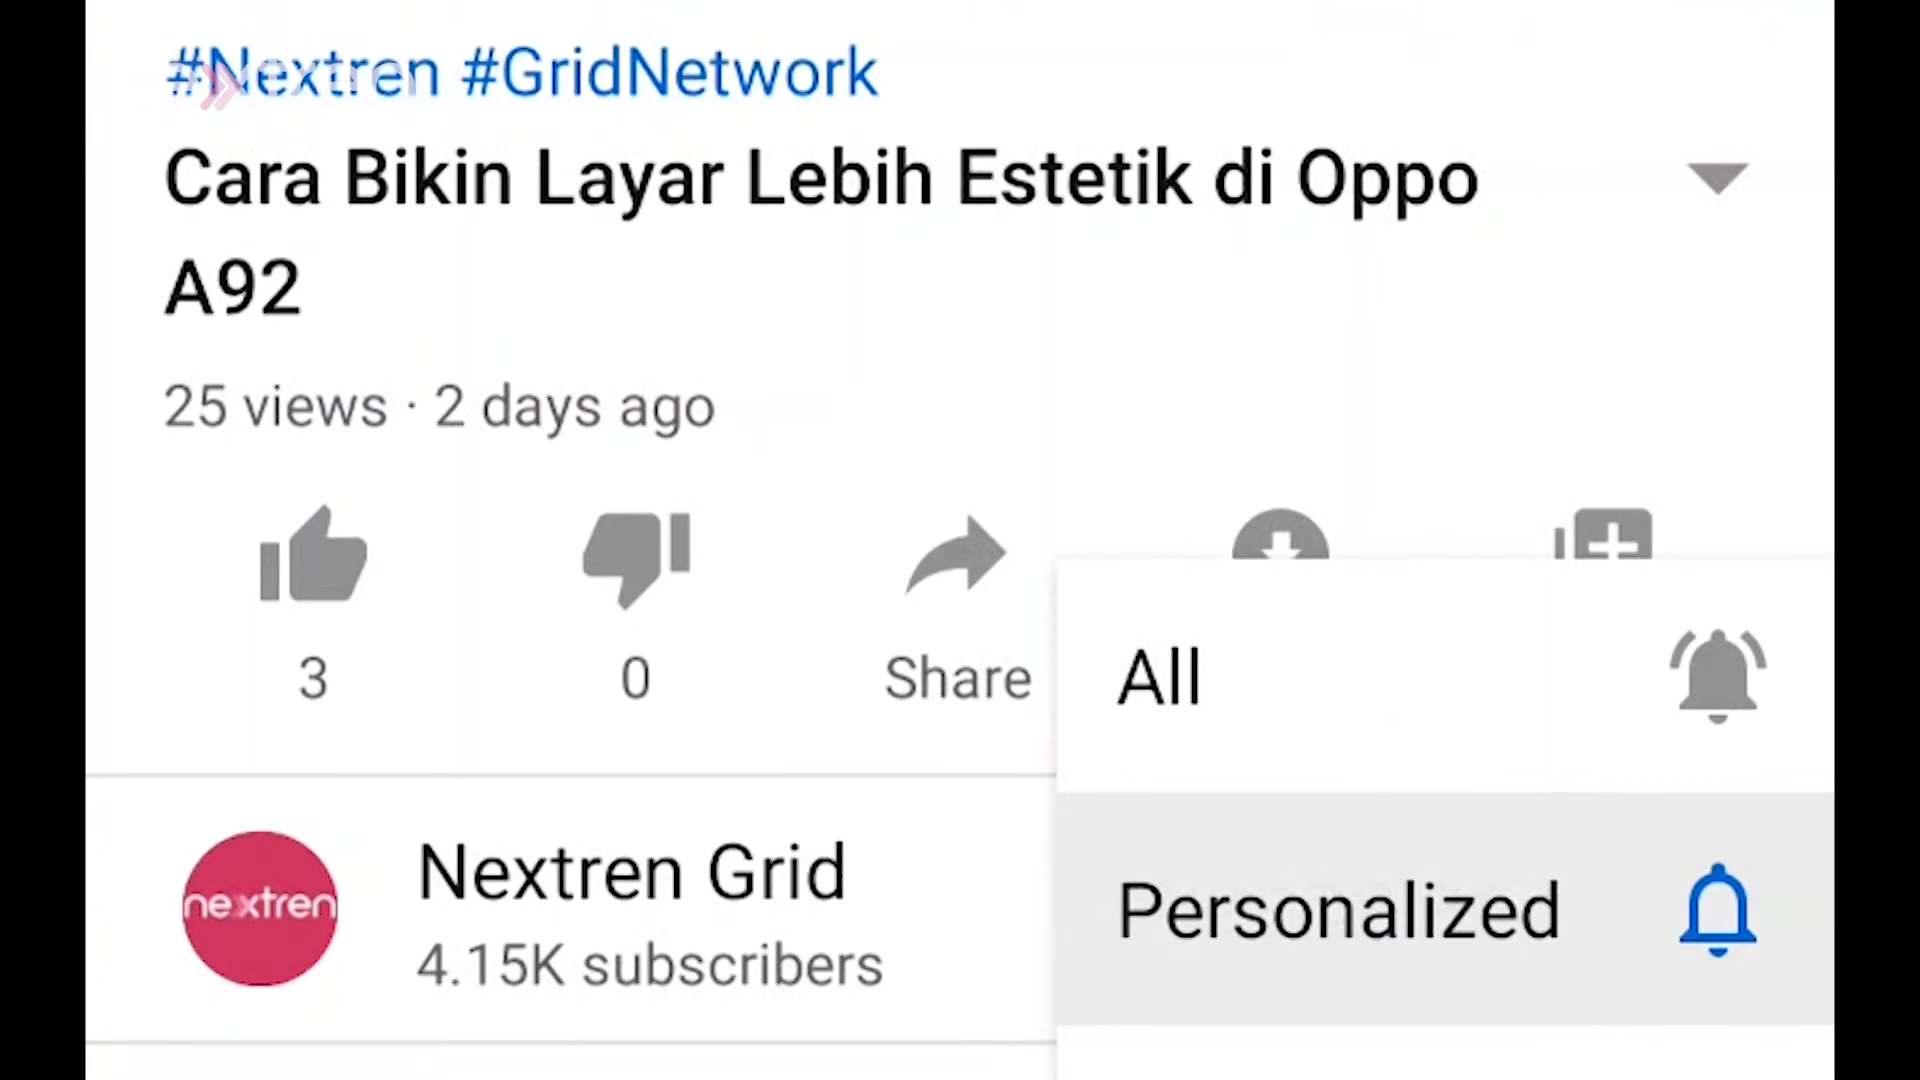 #Nextren #GridNetwork
Cara Bikin Layar Lebih Estetik di Oppo
A92
25 views · 2 days ago
3
0
Share
All
nextren
Nextren Grid
4.15K subscribers
Personalized